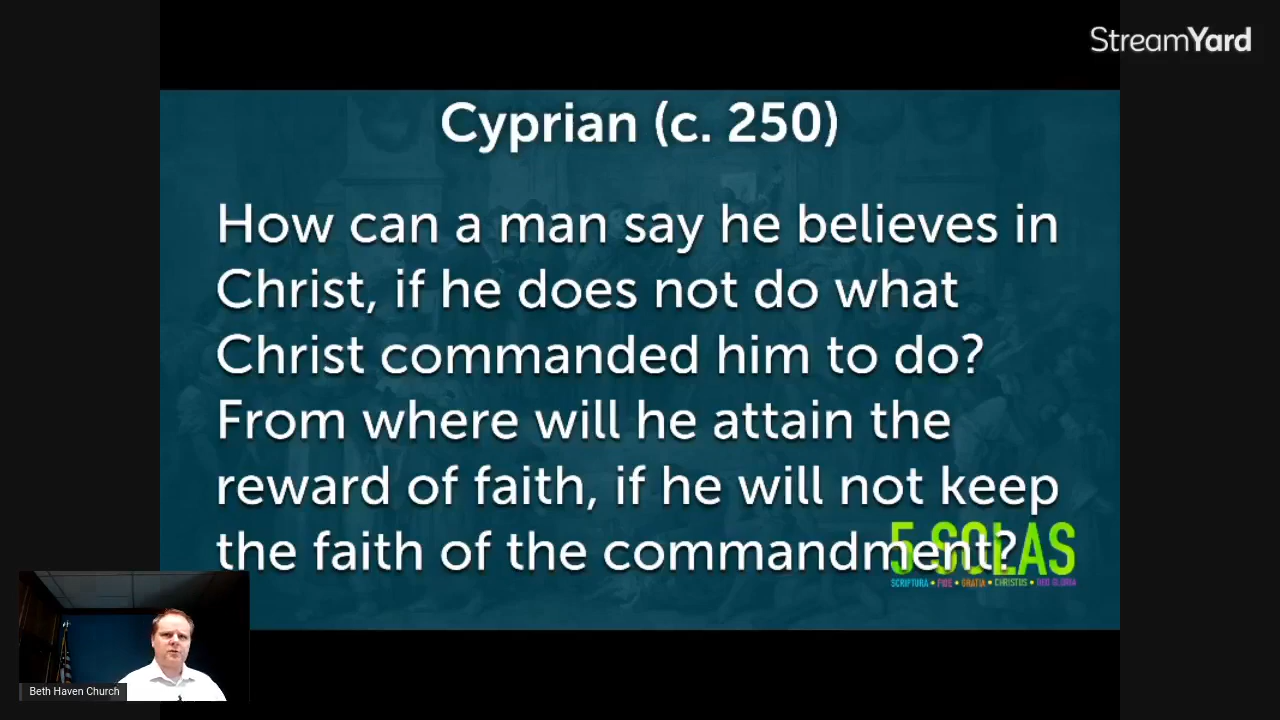 StreamYard
Cyprian (c. 250)
How can a man say he believes in
Christ, if he does not do what
Christ commanded him to do?
From where will he attain the
reward of faith, if he will not keep
the faith of the commandment?
5 SOLAS
SCRIPTURA • FIDE • GRATIA • CHRISTUS • DEO GLORIA
Beth Haven Church